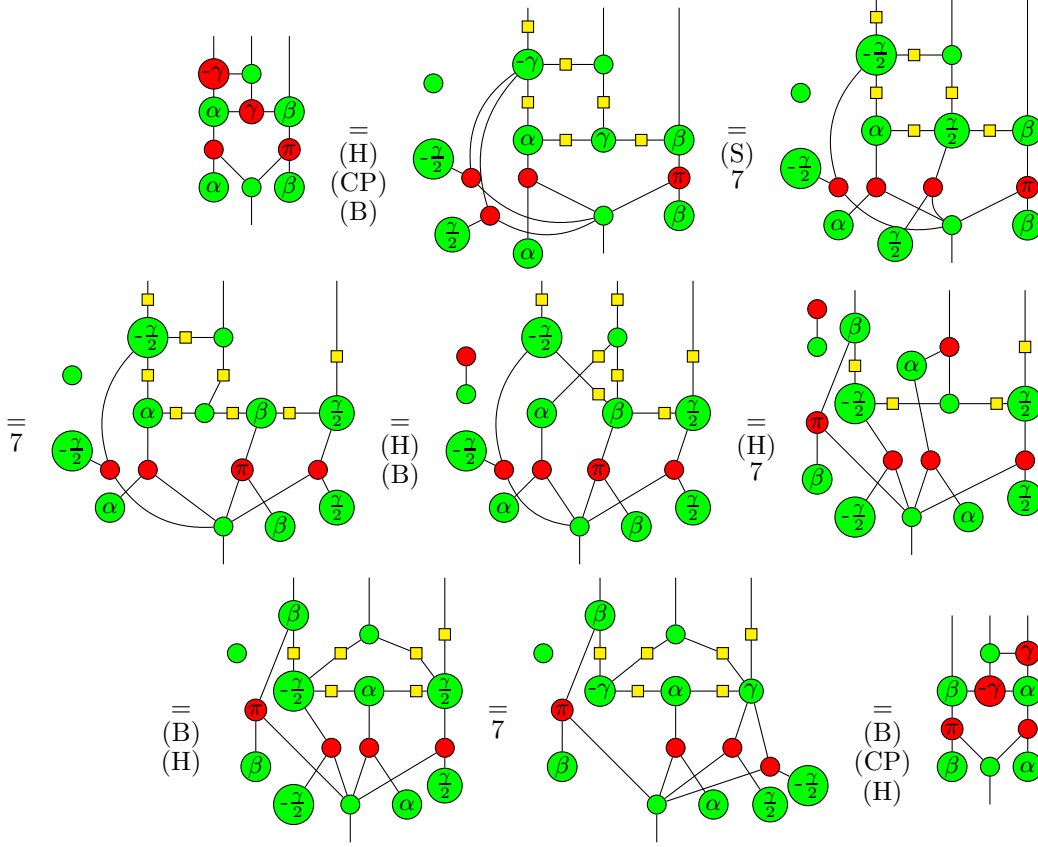 -γ
α γ β
π
α β
=
(H)
(CP)
(B)
-γ
α γ β
-γ/2
π
β
γ/2
α
=
(S)
7
-γ/2
α γ/2 β
-γ/2 π
α β
γ/2
=
7
-γ/2
α β γ/2
-γ/2
π
α γ/2
β
=
(H)
(B)
-γ/2
α β γ/2
-γ/2
π
α γ/2
β
=
(H)
7
β
α
-γ/2 γ/2
π
β
γ/2
-γ/2 α
=
(B)
(H)
β
-γ/2 α γ/2
π
β
γ/2
-γ/2 α
=
7
β
-γ α γ
π
β
-γ/2
α γ/2
=
(B)
(CP)
(H)
γ
β -γ α
π
β α